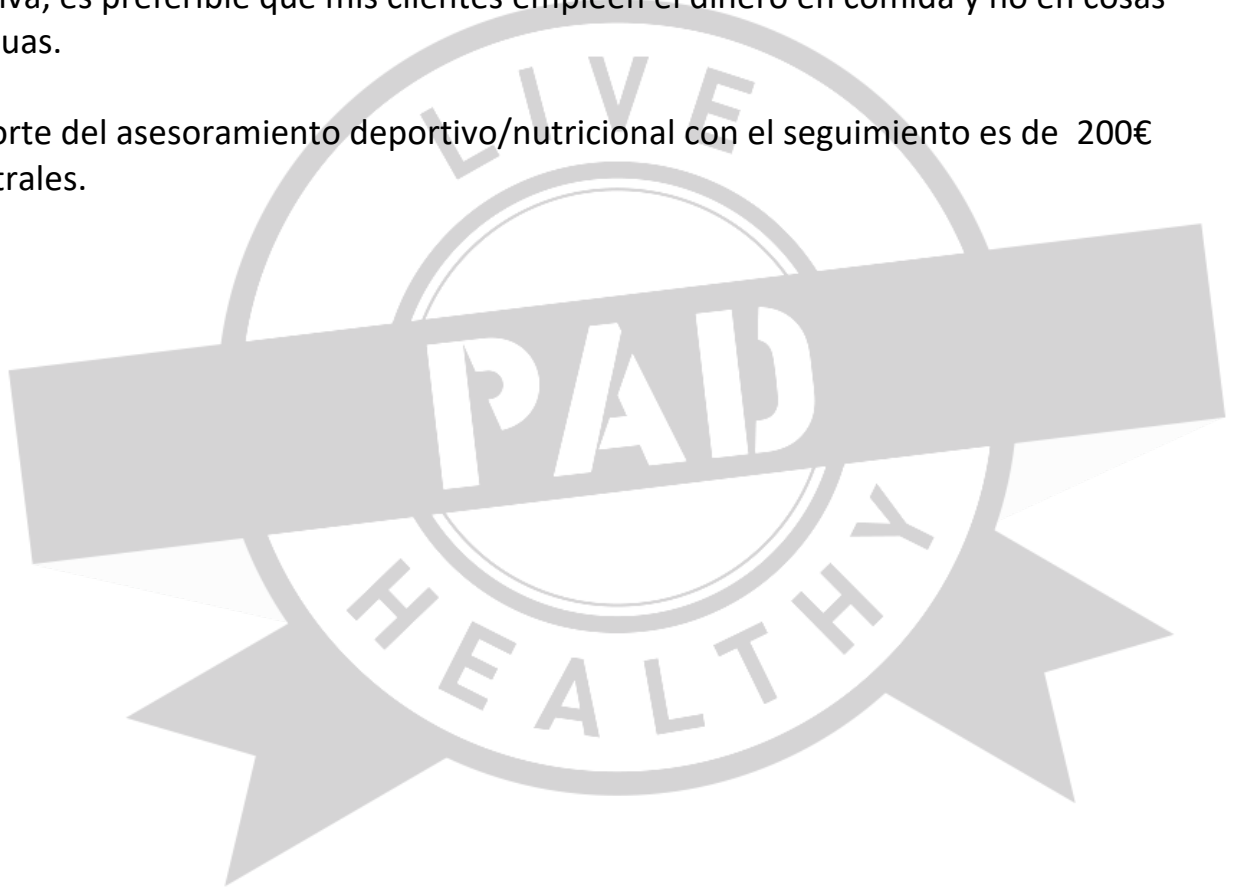 iva, es preferible que mis clientes empleen el dinero en comida y no en cosas
uas.
orte del asesoramiento deportivo/nutricional con el seguimiento es de 200€
trales.
LIVE
PAD
HEALTHY